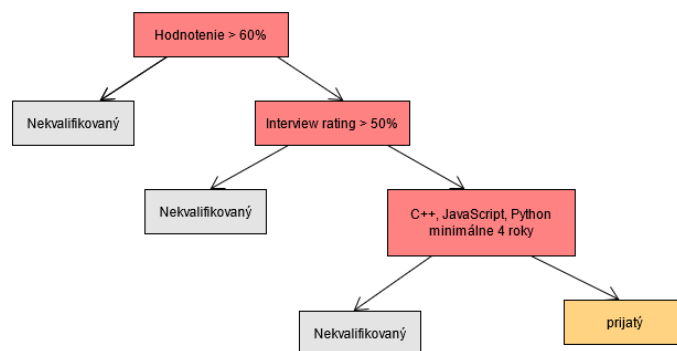 Hodnotenie > 60%
Nekvalifikovaný
Interview rating > 50%
Nekvalifikovaný
C++, JavaScript, Python
minimálne 4 roky
Nekvalifikovaný
prijatý